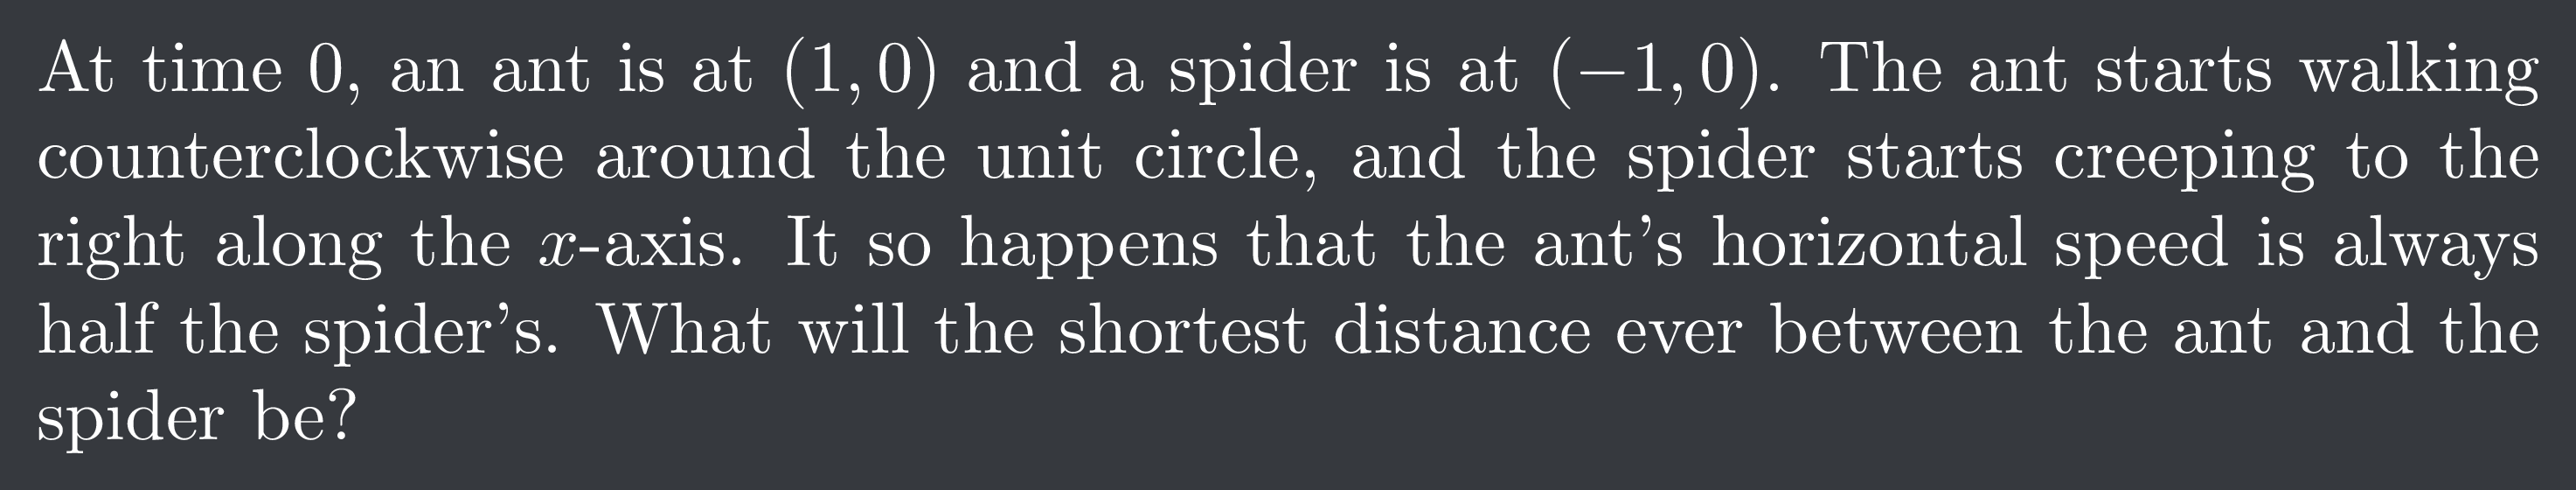 At time 0, an ant is at (1, 0) and a spider is at (−1, 0). The ant starts walking
counterclockwise around the unit circle, and the spider starts creeping to the
right along the x-axis. It so happens that the ant's horizontal speed is always
half the spider's. What will the shortest distance ever between the ant and the
spider be?